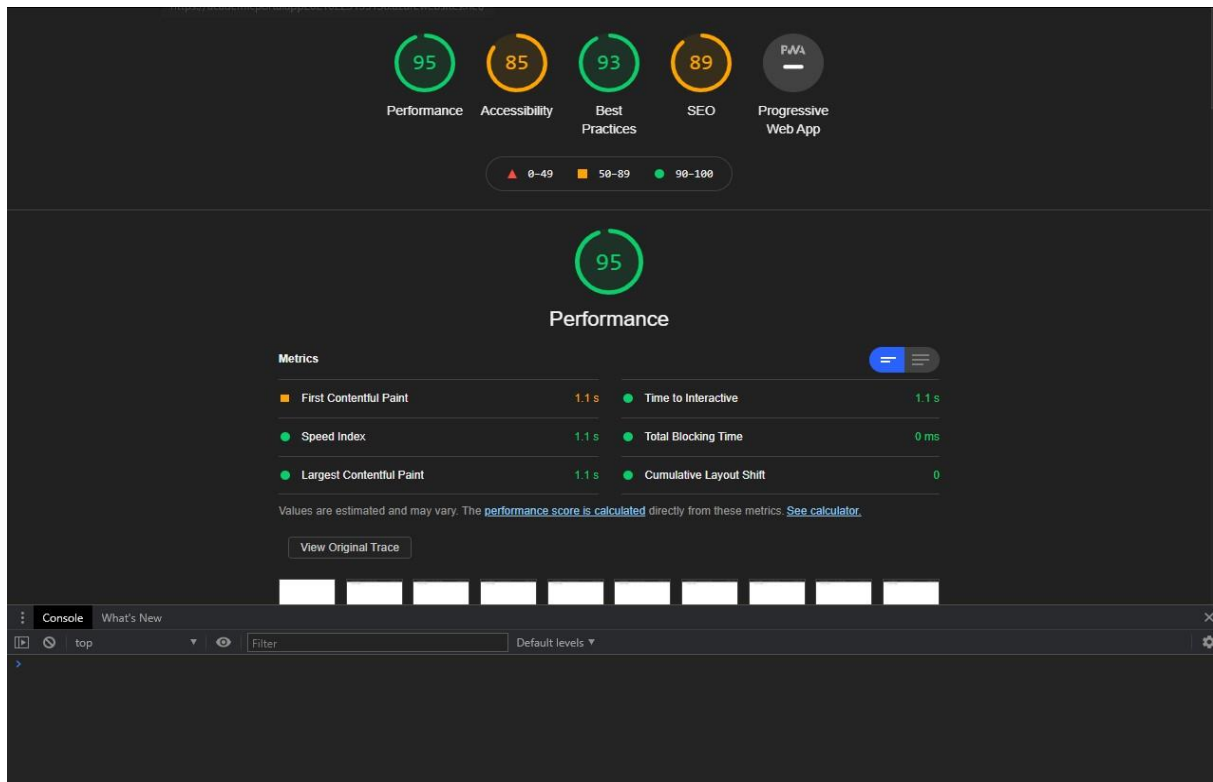 95 85 93 89 PWA
Performance Accessibility Best Practices SEO Progressive Web App
0–49 50–89 90–100
95
Performance
Metrics
First Contentful Paint 1.1 s Time to Interactive 1.1 s
Speed Index 1.1 s Total Blocking Time 0 ms
Largest Contentful Paint 1.1 s Cumulative Layout Shift 0
Values are estimated and may vary. The performance score is calculated directly from these metrics. See calculator.
View Original Trace
Console What's New
top Filter Default levels